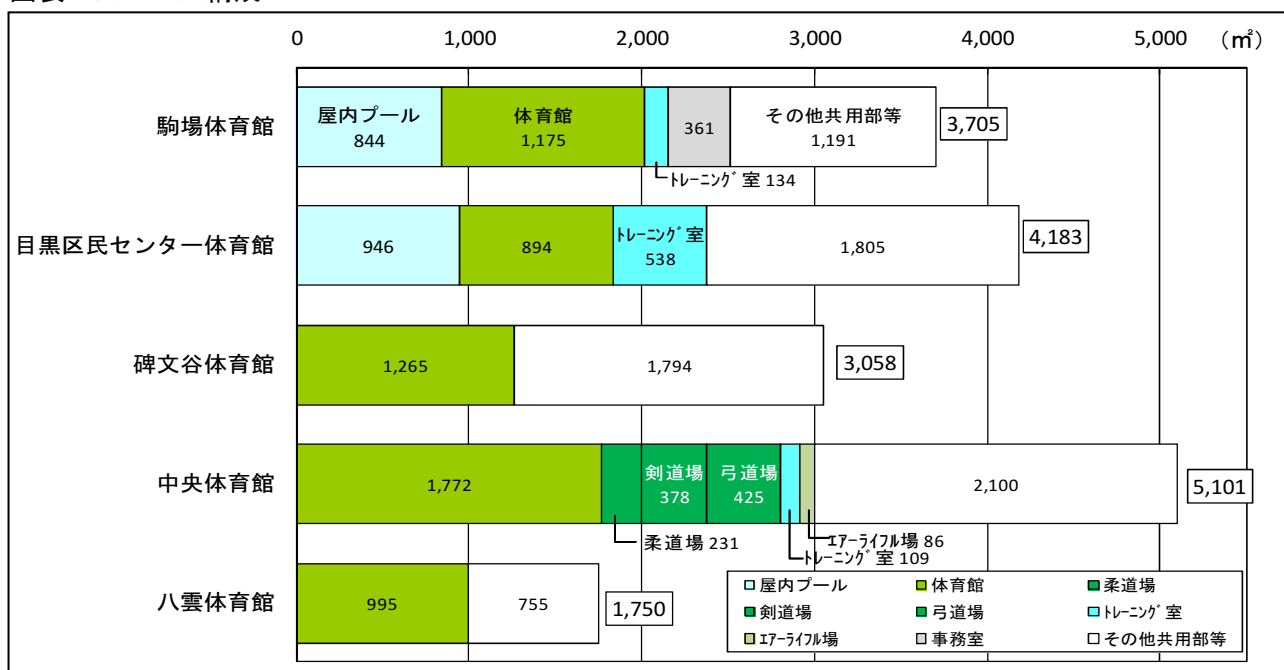 0 1,000 2,000 3,000 4,000 5,000 (㎡)
駒場体育館
屋内プール
844
体育館
1,175
361
その他共用部等
1,191
3,705
トレーニング室 134
目黒区民センター体育館
946
894
トレーニング室
538
1,805
4,183
碑文谷体育館
1,265
1,794
3,058
中央体育館
1,772
剣道場
378
弓道場
425
2,100
5,101
柔道場 231
エアーライフル場 86
トレーニング室 109
八雲体育館
995
755
1,750
屋内プール 体育館 柔道場
剣道場 弓道場 トレーニング室
エアーライフル場 事務室 その他共用部等